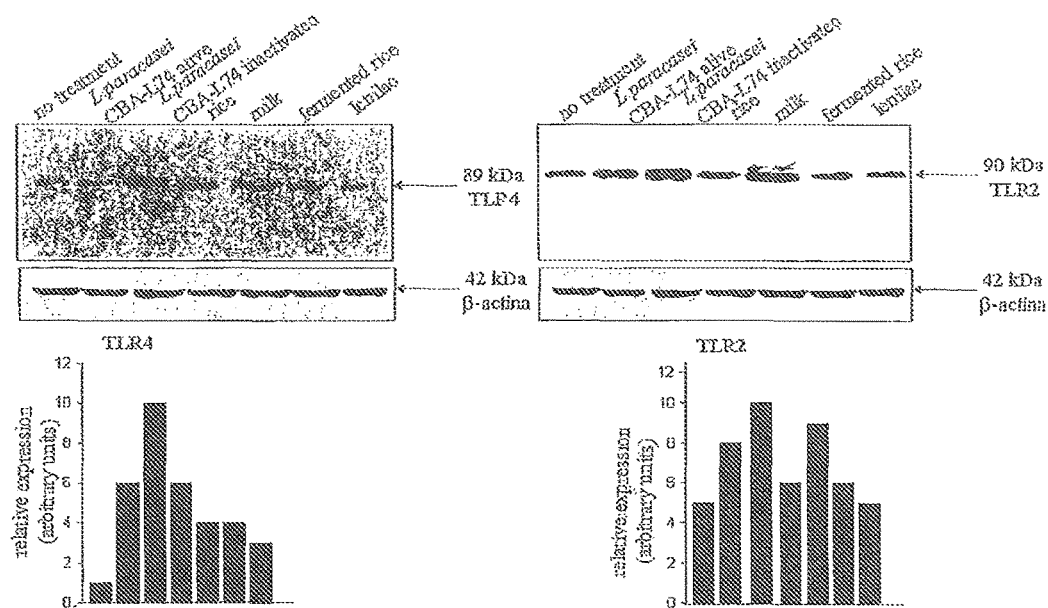 no treatment
L.paracasei
CBA-L74 alive
L.paracasei
CBA-L74 inactivated
rice
milk
fermented rice
89 kDa
TLP4
42 kDa
β-actina
no treatment
L.paracasei
CBA-L74 alive
L.paracasei
CBA-L74 inactivated
rice
milk
fermented rice
90 kDa
TLR2
42 kDa
β-actina
TLR4
relative expression
(arbitrary units)
12
10
8
6
4
2
0
TLR2
relative expression
(arbitrary units)
12
10
8
6
4
2
0